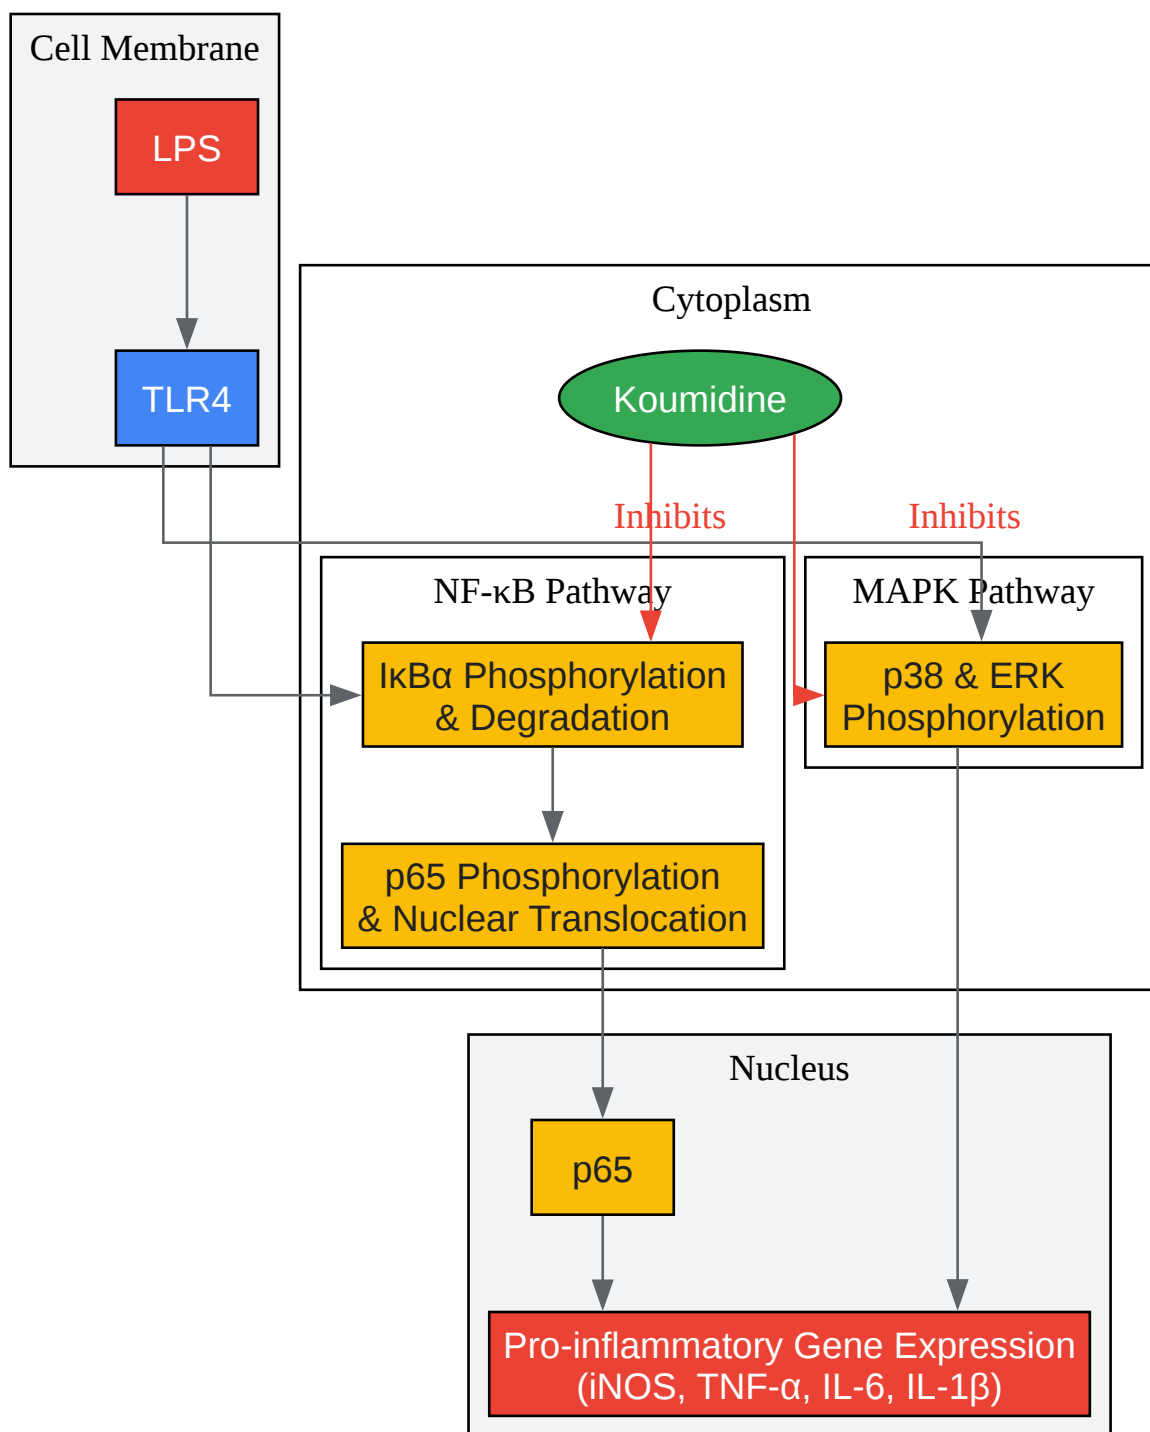 Cell Membrane
LPS
TLR4
Cytoplasm
Koumidine
Inhibits
Inhibits
NF-κB Pathway
MAPK Pathway
IκBα Phosphorylation
& Degradation
p38 & ERK
Phosphorylation
p65 Phosphorylation
& Nuclear Translocation
Nucleus
p65
Pro-inflammatory Gene Expression
(iNOS, TNF-α, IL-6, IL-1β)